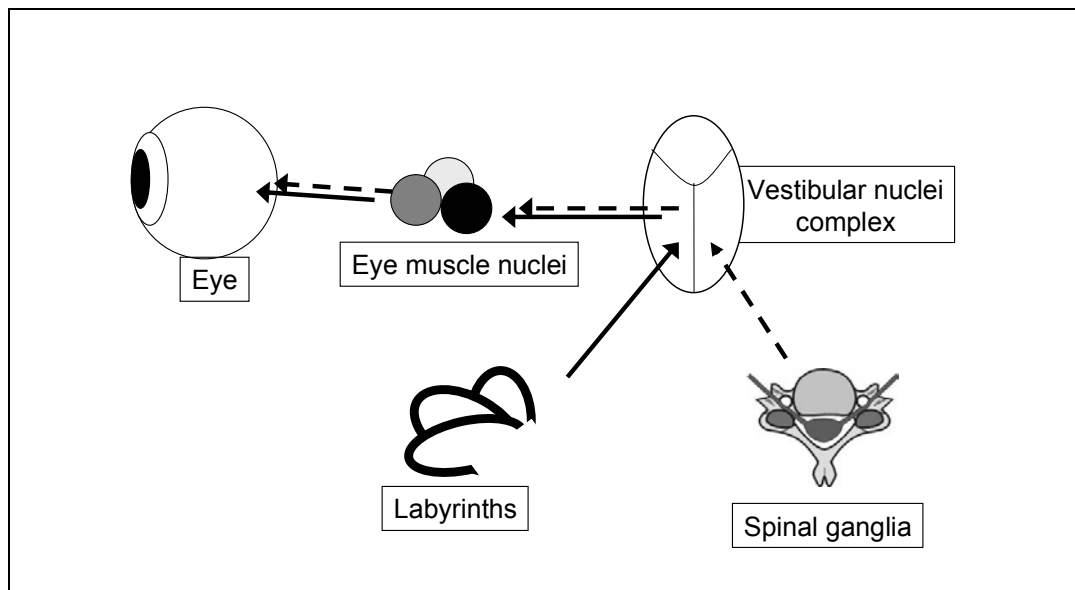 Vestibular nuclei
complex
Eye muscle nuclei
Eye
Labyrinths
Spinal ganglia